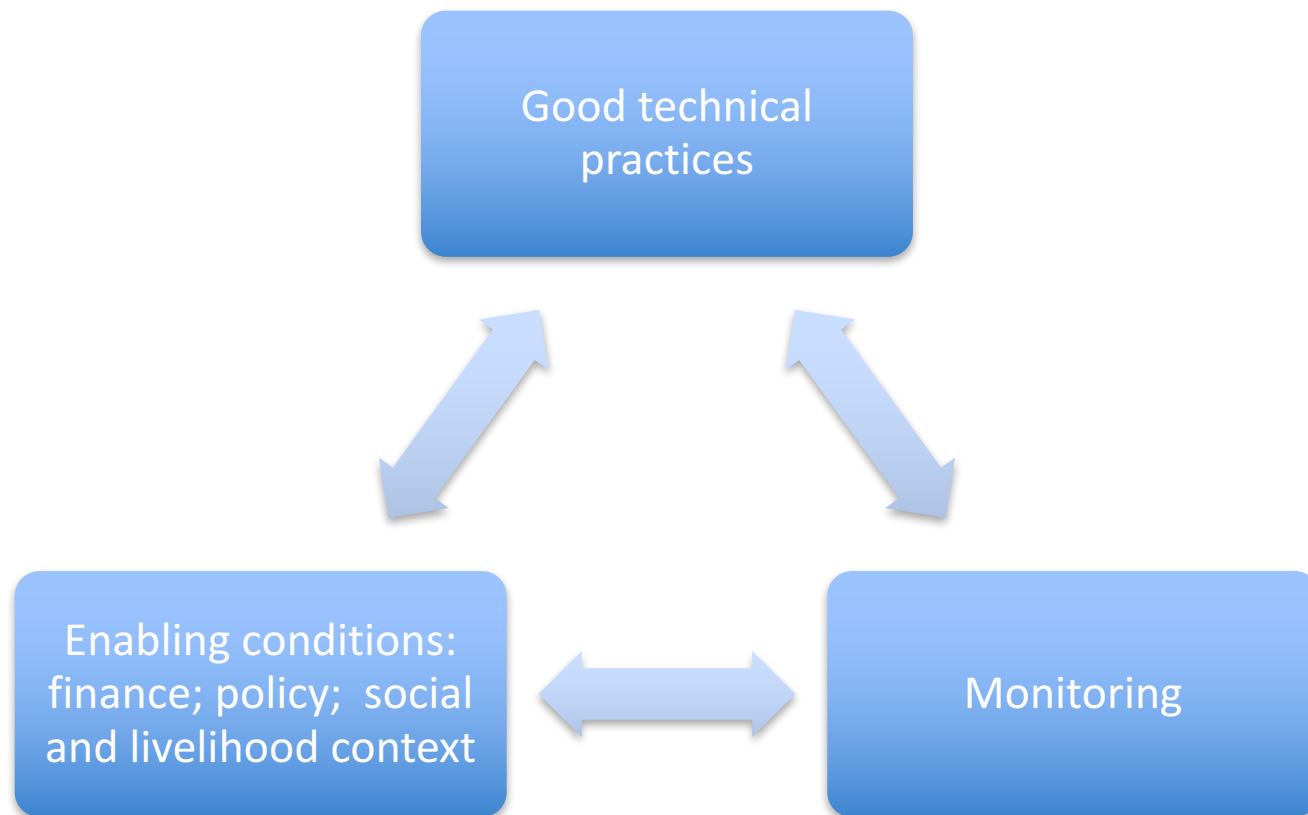 Good technical
practices
Enabling conditions:
finance; policy;  social
and livelihood context
Monitoring